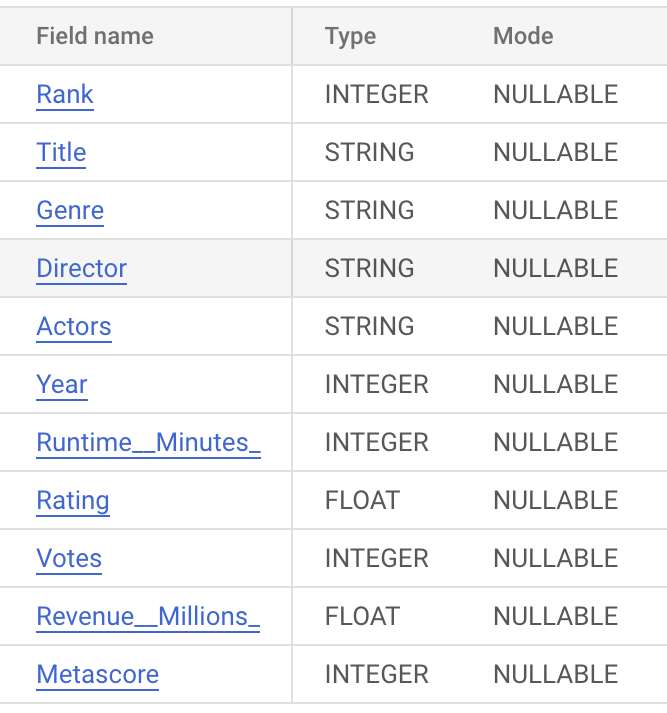 Field name Type Mode
Rank INTEGER NULLABLE
Title STRING NULLABLE
Genre STRING NULLABLE
Director STRING NULLABLE
Actors STRING NULLABLE
Year INTEGER NULLABLE
Runtime__Minutes_ INTEGER NULLABLE
Rating FLOAT NULLABLE
Votes INTEGER NULLABLE
Revenue__Millions_ FLOAT NULLABLE
Metascore INTEGER NULLABLE